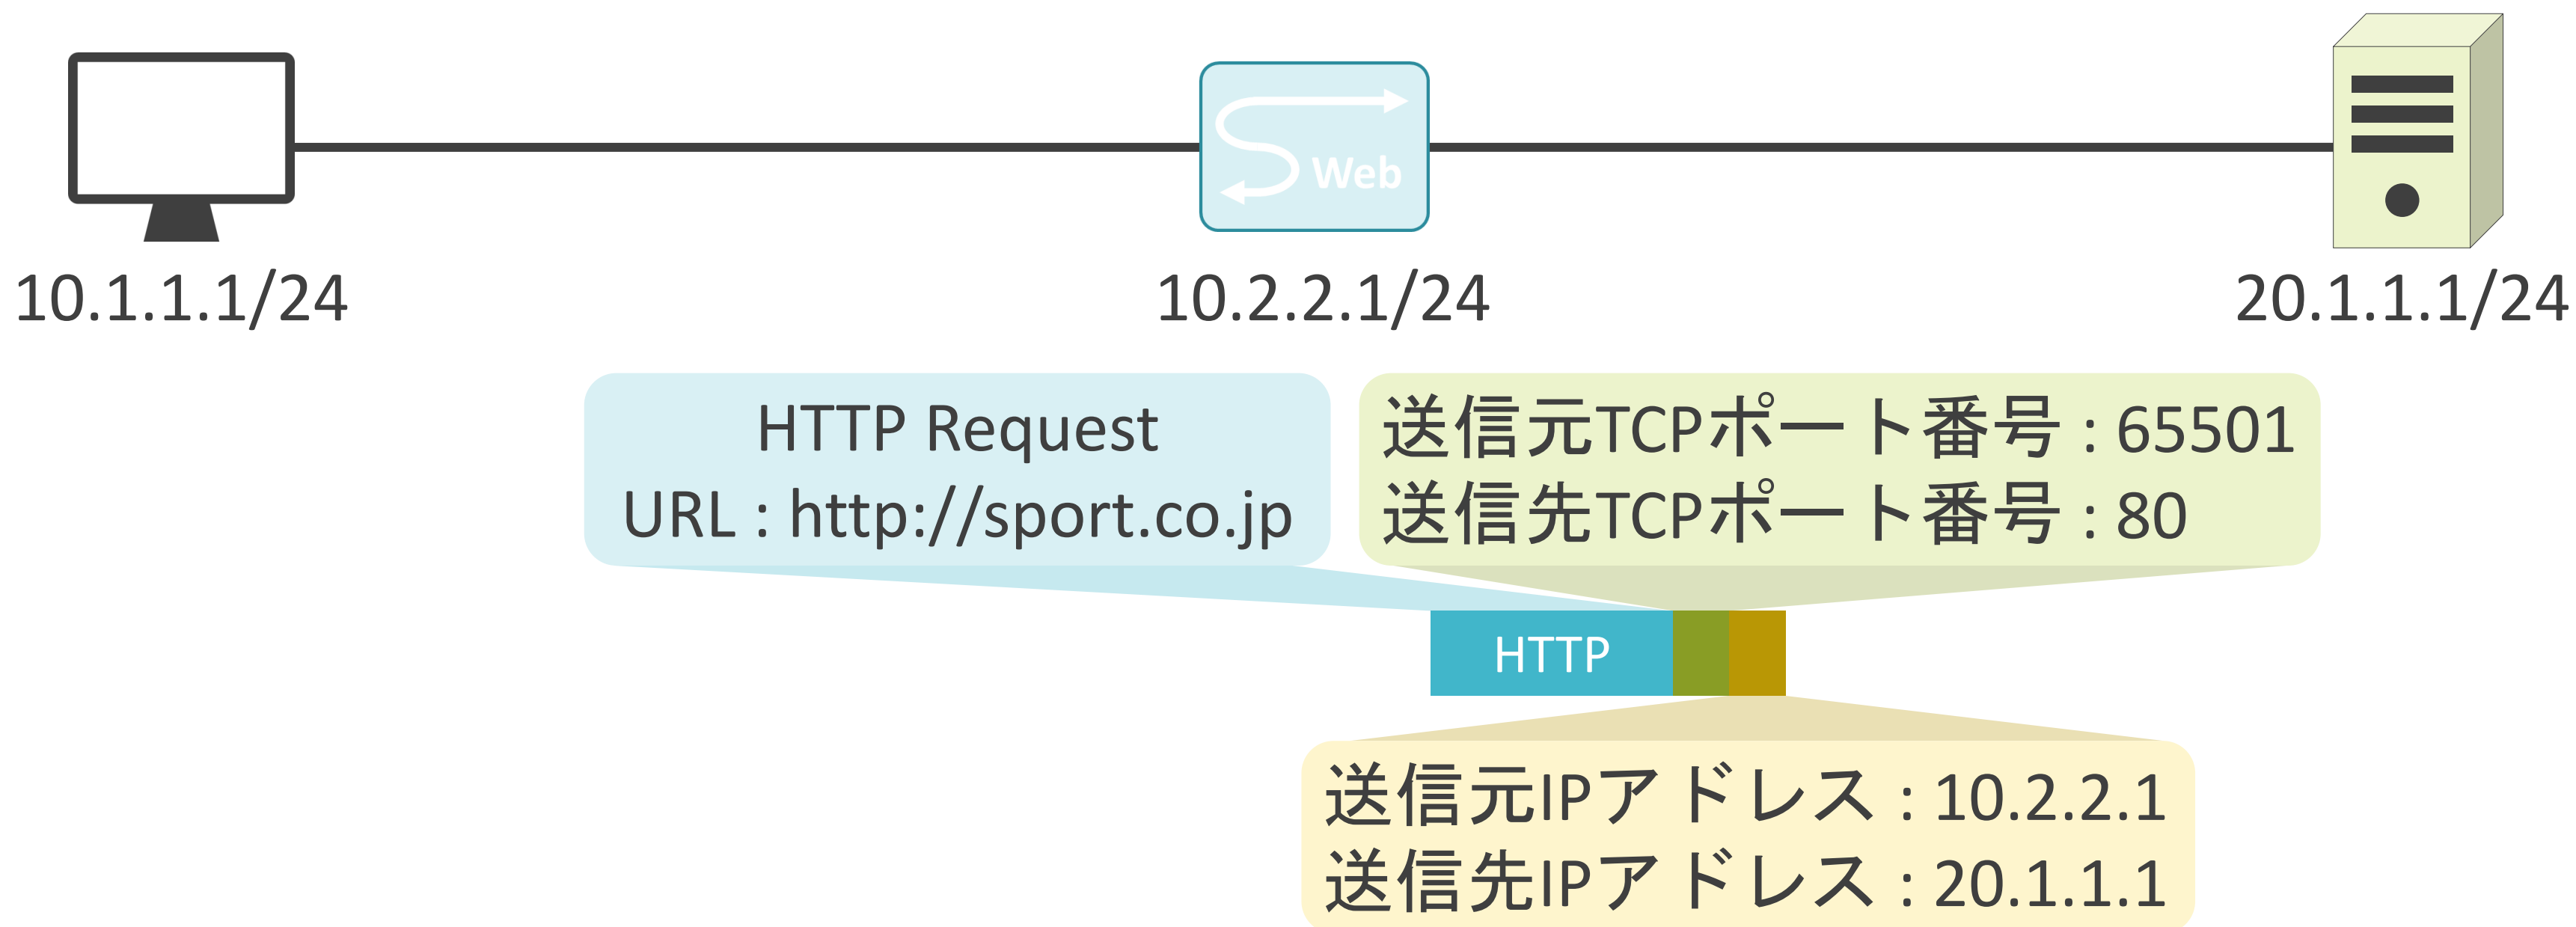 Web
10.1.1.1/24
10.2.2.1/24
20.1.1.1/24
HTTP Request
URL : http://sport.co.jp
送信元TCPポート番号 : 65501
送信先TCPポート番号 : 80
HTTP
送信元IPアドレス : 10.2.2.1
送信先IPアドレス : 20.1.1.1